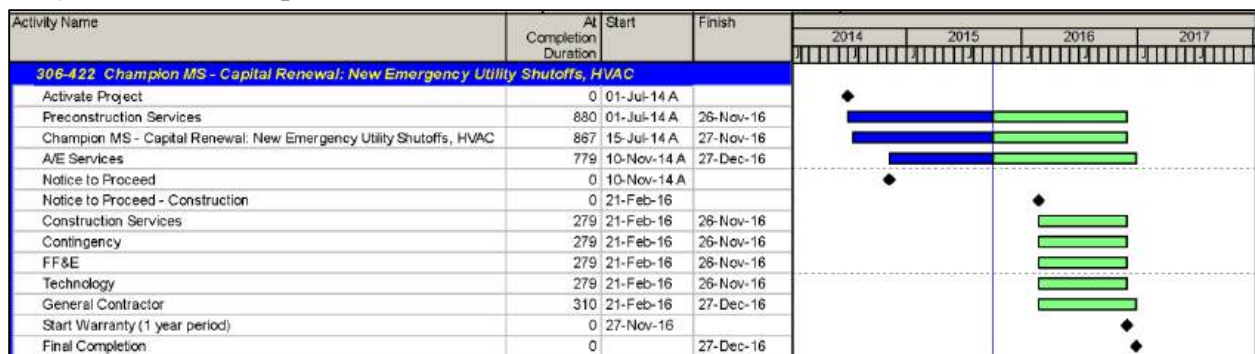 Activity Name At Completion Duration Start Finish 2014 2015 2016 2017
J J J J J J J
306-422 Champion MS - Capital Renewal: New Emergency Utility Shutoffs, HVAC
Activate Project 0 01-Jul-14 A
Preconstruction Services 880 01-Jul-14 A 26-Nov-16
Champion MS - Capital Renewal: New Emergency Utility Shutoffs, HVAC 867 15-Jul-14 A 27-Nov-16
A/E Services 779 10-Nov-14 A 27-Dec-16
Notice to Proceed 0 10-Nov-14 A
Notice to Proceed - Construction 0 21-Feb-16
Construction Services 279 21-Feb-16 26-Nov-16
Contingency 279 21-Feb-16 26-Nov-16
FF&E 279 21-Feb-16 26-Nov-16
Technology 279 21-Feb-16 26-Nov-16
General Contractor 310 21-Feb-16 27-Dec-16
Start Warranty (1 year period) 0 27-Nov-16
Final Completion 0 27-Dec-16